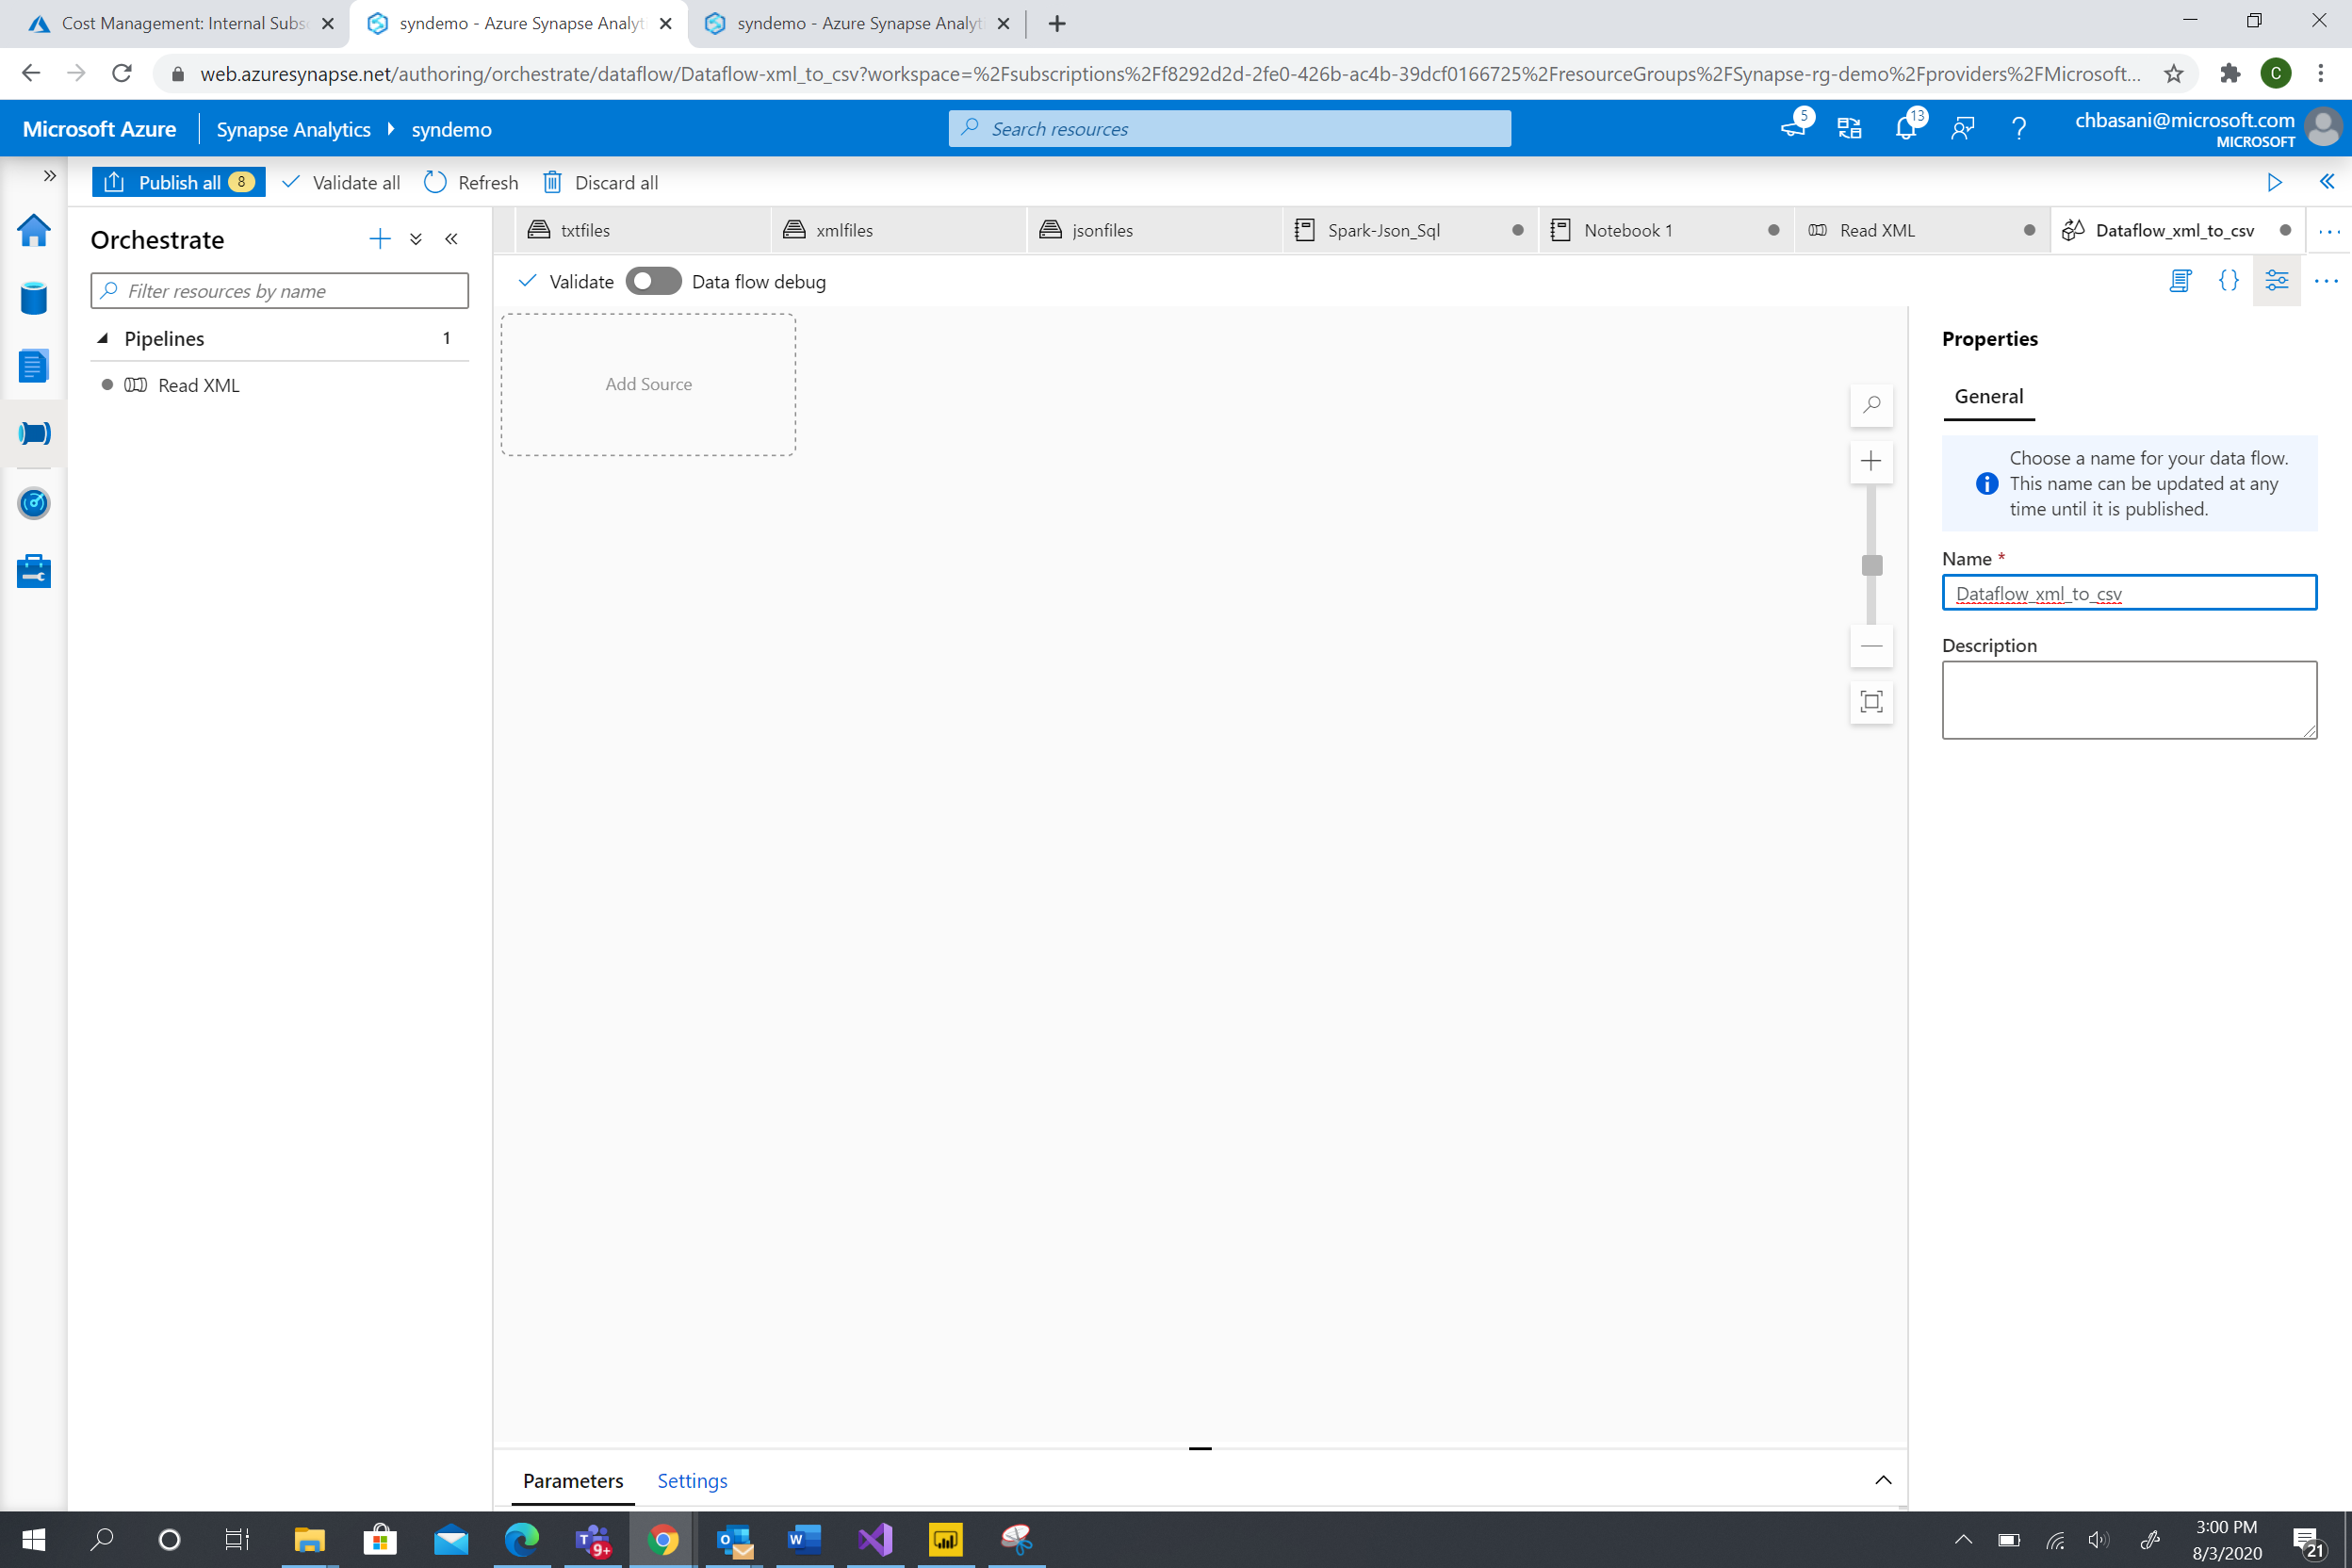 Cost Management: Internal Subs
syndemo - Azure Synapse Analyt
syndemo - Azure Synapse Analyt
web.azuresynapse.net/authoring/orchestrate/dataflow/Dataflow-xml_to_csv?workspace=%2Fsubscriptions%2Ff8292d2d-2fe0-426b-ac4b-39dcf0166725%2FresourceGroups%2FSynapse-rg-demo%2Fproviders%2FMicrosoft...
C
Microsoft Azure
Synapse Analytics
syndemo
Search resources
5
13
chbasani@microsoft.com
MICROSOFT
Publish all 8
Validate all
Refresh
Discard all
Orchestrate
txtfiles
xmlfiles
jsonfiles
Spark-Json_Sql
Notebook 1
Read XML
Dataflow_xml_to_csv
Filter resources by name
Validate
Data flow debug
Pipelines
1
Read XML
Add Source
Properties
General
Choose a name for your data flow.
This name can be updated at any
time until it is published.
Name *
Dataflow_xml_to_csv
Description
Parameters
Settings
T
9+
O
W
3:00 PM
8/3/2020
21